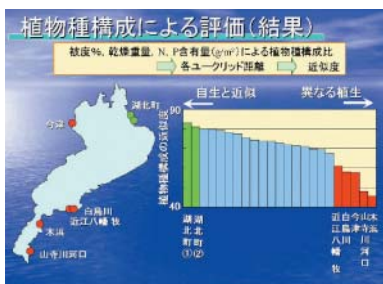 植物種構成による評価(結果)
被度%、乾燥重量、N、P含有量(g/m²)による植物種構成比
各ユークリッド距離 近似度
湖北町
今津
白鳥川
近江八幡 牧
木浜
山寺川河口
植物種構成の近似度
90
40
自生と近似
異なる植生
湖北町①
湖北町②
近江八幡 牧
白鳥川
今津
山寺川河口
木浜